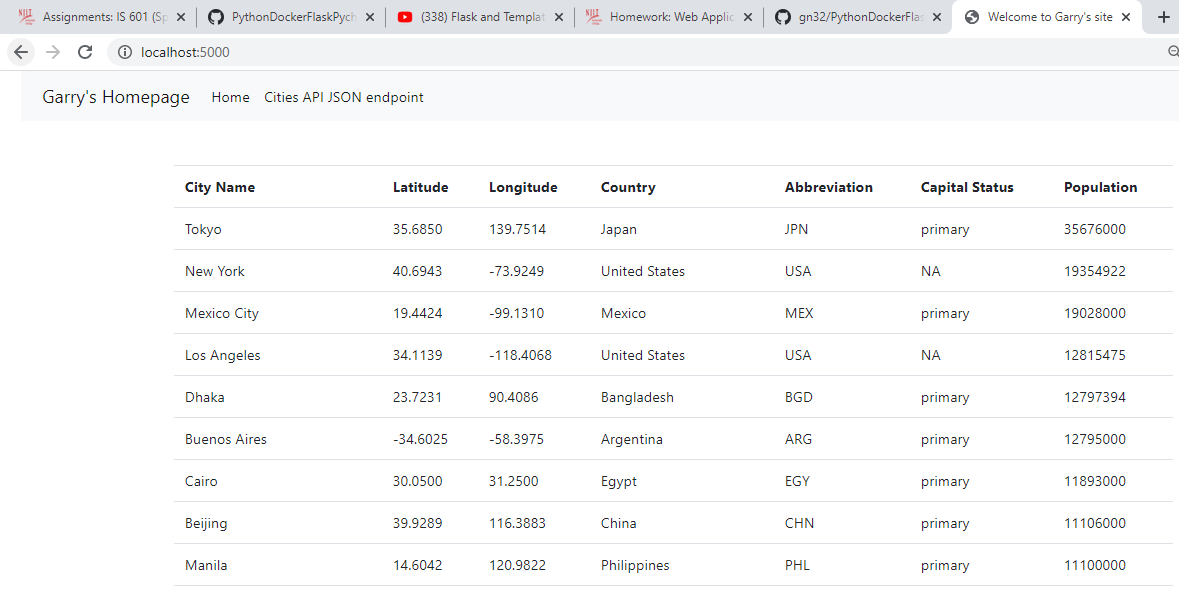 Assignments: IS 601 (Sp
PythonDockerFlaskPych
(338) Flask and Templat
Homework: Web Applic
gn32/PythonDockerFla
Welcome to Garry's site
localhost:5000
Garry's Homepage Home Cities API JSON endpoint
City Name Latitude Longitude Country Abbreviation Capital Status Population
Tokyo 35.6850 139.7514 Japan JPN primary 35676000
New York 40.6943 -73.9249 United States USA NA 19354922
Mexico City 19.4424 -99.1310 Mexico MEX primary 19028000
Los Angeles 34.1139 -118.4068 United States USA NA 12815475
Dhaka 23.7231 90.4086 Bangladesh BGD primary 12797394
Buenos Aires -34.6025 -58.3975 Argentina ARG primary 12795000
Cairo 30.0500 31.2500 Egypt EGY primary 11893000
Beijing 39.9289 116.3883 China CHN primary 11106000
Manila 14.6042 120.9822 Philippines PHL primary 11100000